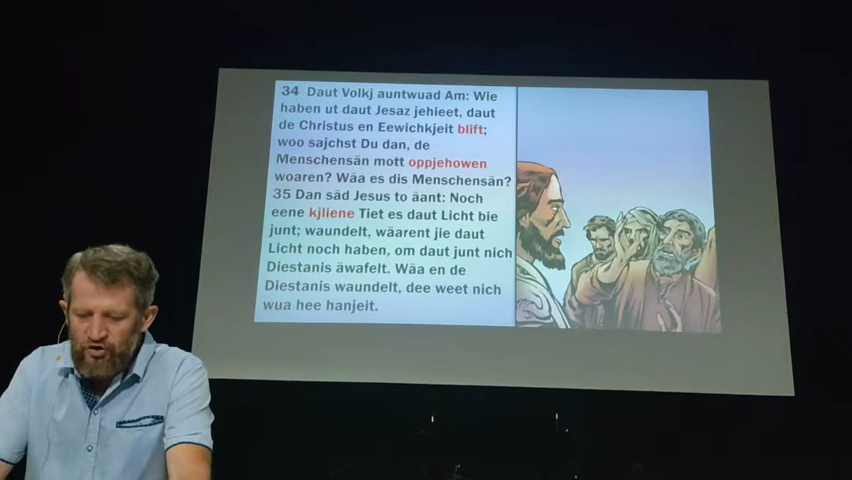 34 Daut Volkj auntwuad Am: Wie
haben ut daut Jesaz jehieet, daut
de Christus en Eewichkjeit blift;
woo sajchst Du dan, de
Menschensän mott oppjehowen
woaren? Wäa es dis Menschensän?
35 Dan säd Jesus to äant: Noch
eene kjliene Tiet es daut Licht bie
junt; waundelt, wäarent jie daut
Licht noch haben, om daut junt nich
Diestanis äwafelt. Wäa en de
Diestanis waundelt, dee weet nich
wua hee hanjeit.